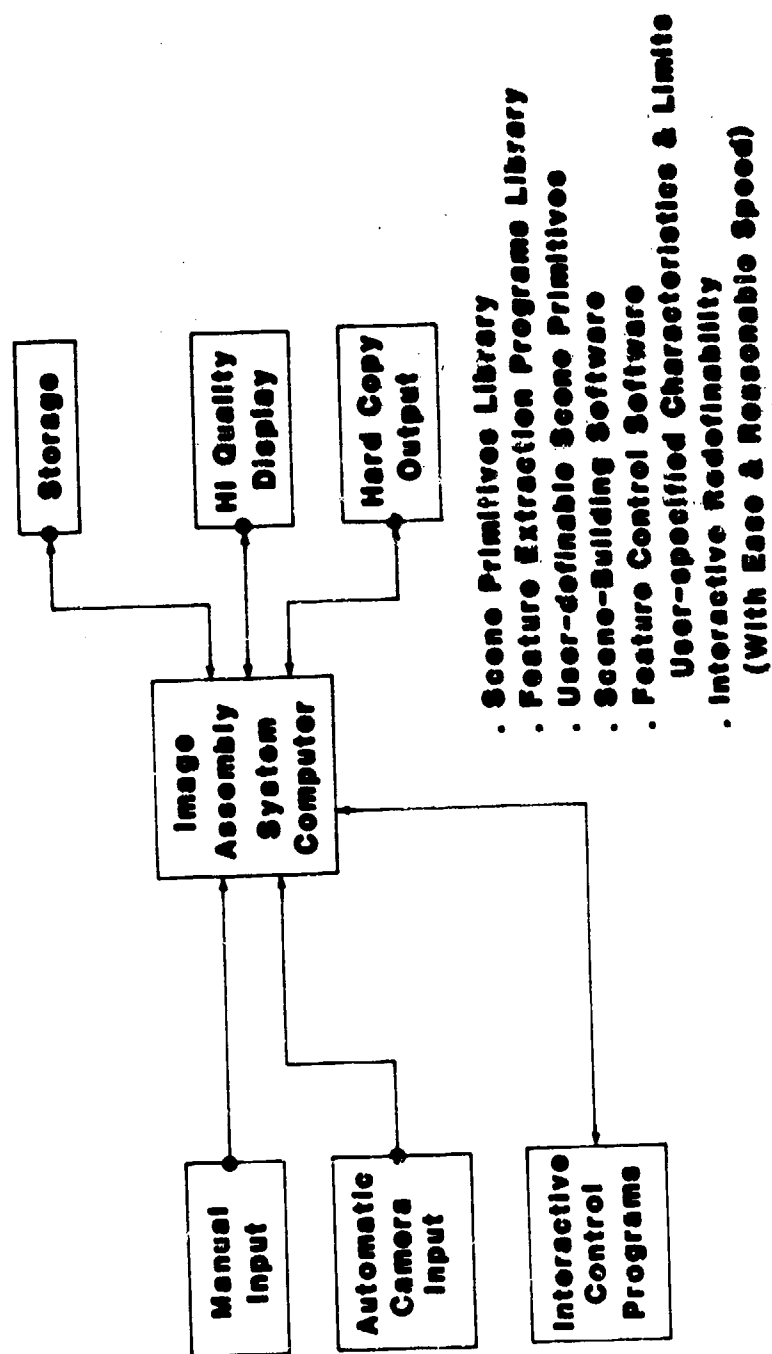 Manual
Input
Automatic
Camera
Input
Interactive
Control
Programs
Image
Assembly
System
Computer
Storage
Hi Quality
Display
Hard Copy
Output
. Scene Primitives Library
. Feature Extraction Programs Library
. User-definable Scene Primitives
. Scene-Building Software
. Feature Control Software
User-specified Characteristics & Limits
. Interactive Redefinability
(With Ease & Reasonable Speed)